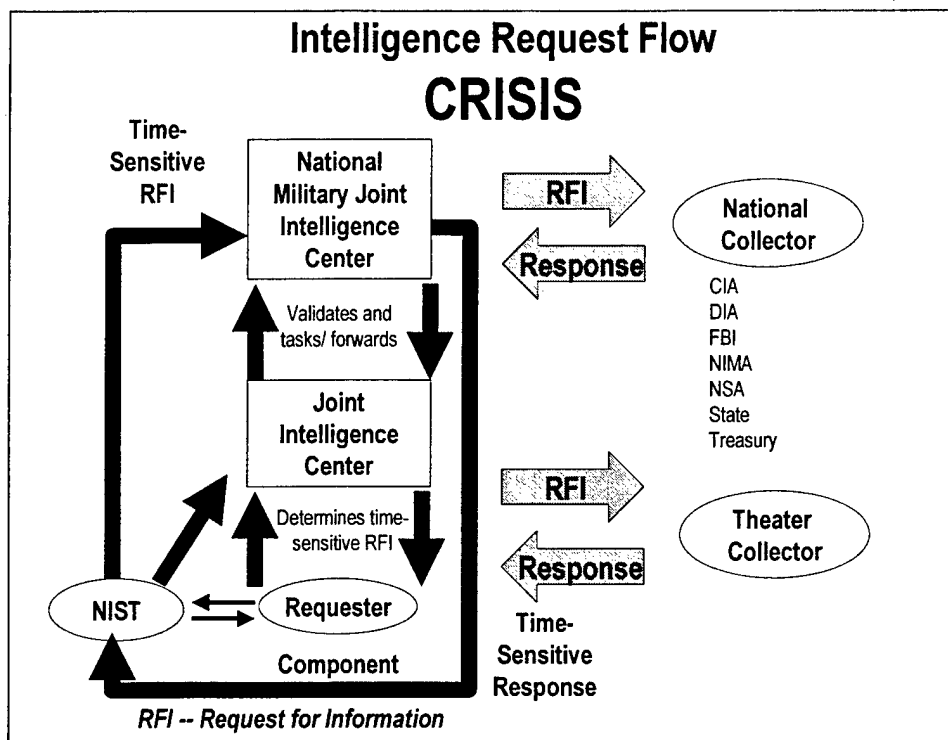 Intelligence Request Flow
CRISIS
Time-
Sensitive
RFI
National
Military Joint
Intelligence
Center
RFI
Response
National
Collector
CIA
DIA
FBI
NIMA
NSA
State
Treasury
Validates and
tasks/ forwards
Joint
Intelligence
Center
RFI
Response
Theater
Collector
Determines time-
sensitive RFI
NIST
Requester
Component
Time-
Sensitive
Response
RFI -- Request for Information